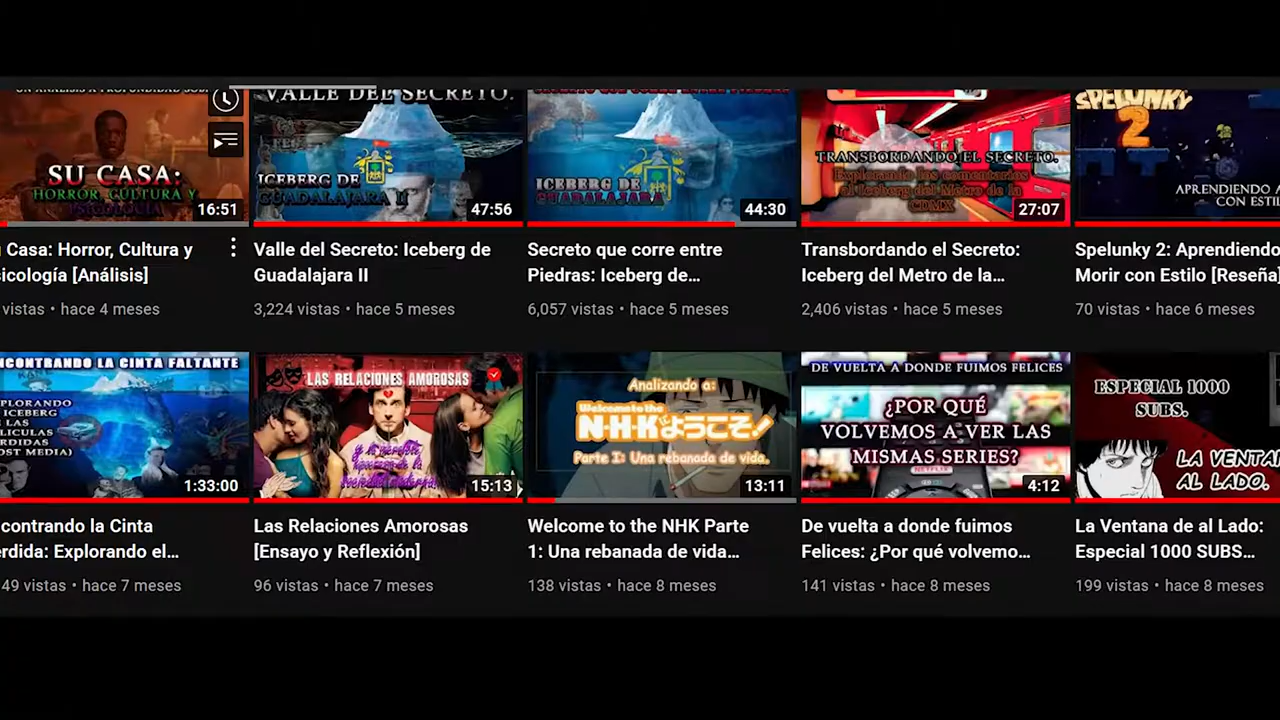 SU CASA:
HORROR, CULTURA Y
PSICOLOGÍA
16:51
VALLE DEL SECRETO.
ICEBERG DE
GUADALAJARA II
47:56
ICEBERG DE
GUADALAJARA
44:30
TRANSBORDANDO EL SECRETO.
Explorando los comentarios
al Iceberg del Metro de la
CDMX
27:07
SPELUNKY
2
APRENDIENDO A
CON ESTIL
Casa: Horror, Cultura y
sicología [Análisis]
vistas • hace 4 meses
Valle del Secreto: Iceberg de
Guadalajara II
3,224 vistas • hace 5 meses
Secreto que corre entre
Piedras: Iceberg de...
6,057 vistas • hace 5 meses
Transbordando el Secreto:
Iceberg del Metro de la...
2,406 vistas • hace 5 meses
Spelunky 2: Aprendiendo
Morir con Estilo [Reseña]
70 vistas • hace 6 meses
NCONTRANDO LA CINTA FALTANTE
XPLORANDO
ICEBERG
E LAS
ELICULAS
ERDIDAS
OST MEDIA)
1:33:00
LAS RELACIONES AMOROSAS
15:13
Analizando a:
Welcome to the
N・H・Kにようこそ!
Parte 1: Una rebanada de vida.
13:11
DE VUELTA A DONDE FUIMOS FELICES
¿POR QUÉ
VOLVEMOS A VER LAS
MISMAS SERIES?
NETFLIX
4:12
ESPECIAL 1000
SUBS.
LA VENTAN
AL LADO.
contrando la Cinta
erdida: Explorando el...
49 vistas • hace 7 meses
Las Relaciones Amorosas
[Ensayo y Reflexión]
96 vistas • hace 7 meses
Welcome to the NHK Parte
1: Una rebanada de vida...
138 vistas • hace 8 meses
De vuelta a donde fuimos
Felices: ¿Por qué volvemo...
141 vistas • hace 8 meses
La Ventana de al Lado:
Especial 1000 SUBS...
199 vistas • hace 8 meses